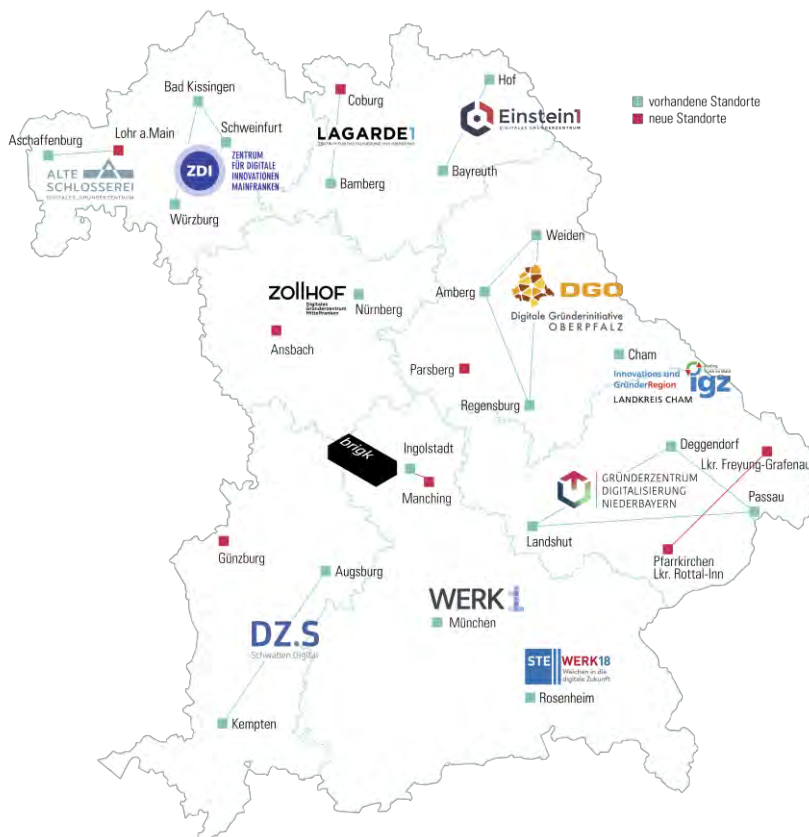 Hof
Bad Kissingen
Coburg
vorhandene Standorte
neue Standorte
Einstein1
DIGITALES GRÜNDERZENTRUM
Aschaffenburg
Lohr a.Main
Schweinfurt
LAGARDE1
ALTE
SCHLOSSEREI
DIGITALES GRÜNDERZENTRUM
ZDI
ZENTRUM
FÜR DIGITALE
INNOVATIONEN
MAINFRANKEN
Bamberg
Bayreuth
Würzburg
Weiden
ZOLLHOF
Digitales
Gründerzentrum
Mittelfranken
Nürnberg
Amberg
DGO
Digitale Gründerinitiative
OBERPFALZ
Ansbach
Parsberg
Cham
Innovations und
GründerRegion
LANDKREIS CHAM
igz
Regensburg
brigk
Ingolstadt
Manching
Deggendorf
Lkr. Freyung-Grafenau
GRÜNDERZENTRUM
DIGITALISIERUNG
NIEDERBAYERN
Passau
Landshut
Günzburg
Pfarrkirchen
Lkr. Rottal-Inn
Augsburg
WERK1
München
DZ.S
Schwaben Digital
STE WERK18
Weichen in die
digitale Zukunft
Rosenheim
Kempten